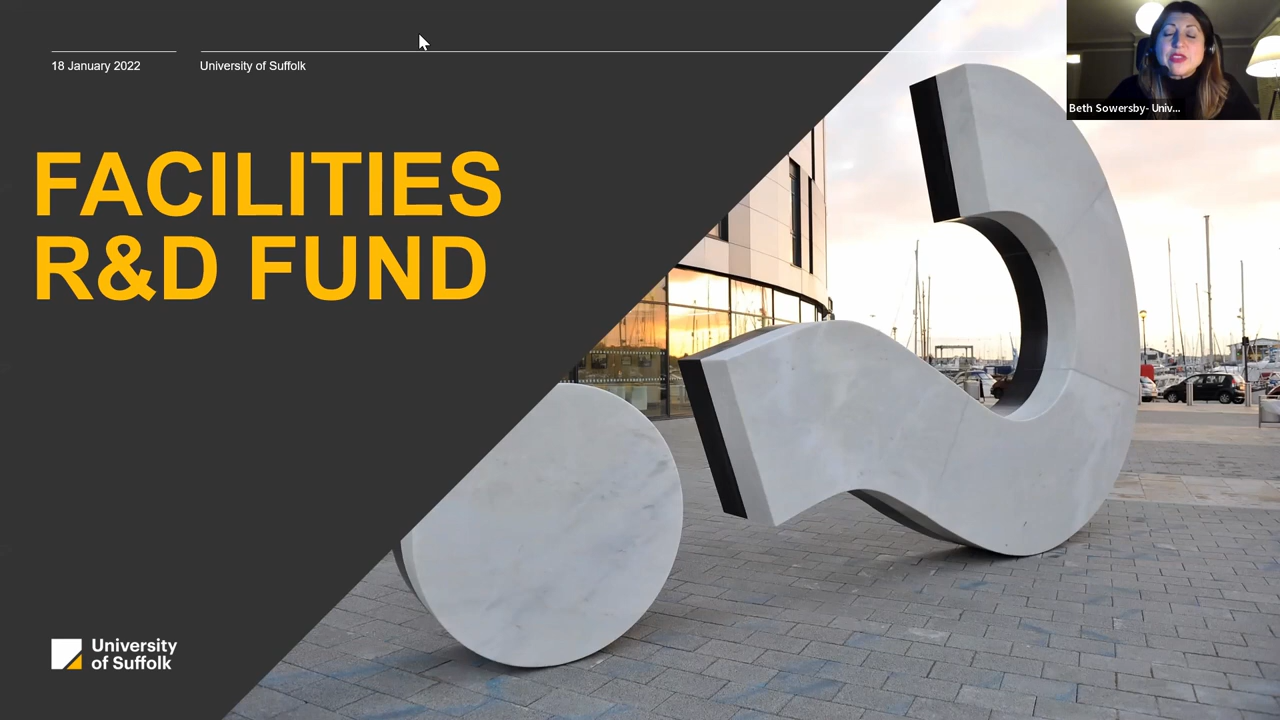 18 January 2022
University of Suffolk
FACILITIES
R&D FUND
University
of Suffolk
Beth Sowersby- Univ...